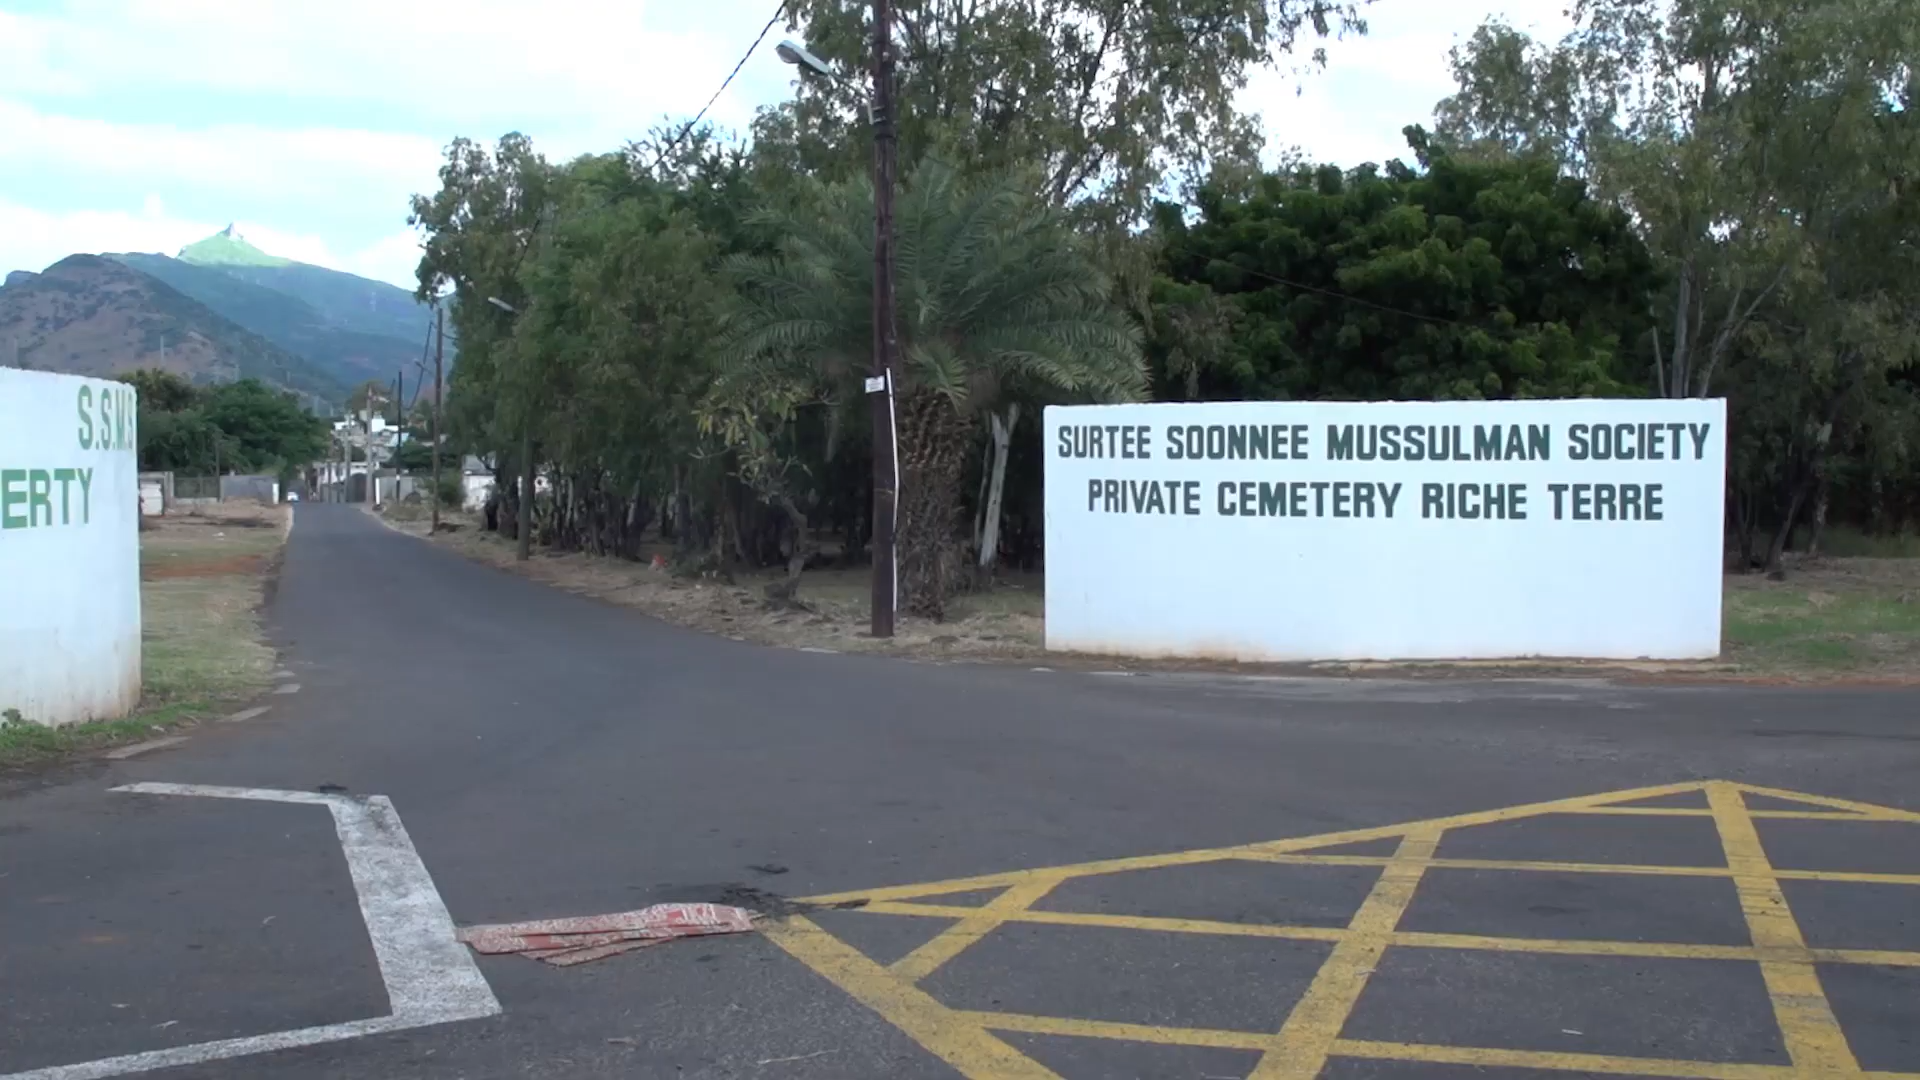 S.S.M.S
ERTY
SURTEE SOONNEE MUSSULMAN SOCIETY
PRIVATE CEMETERY RICHE TERRE